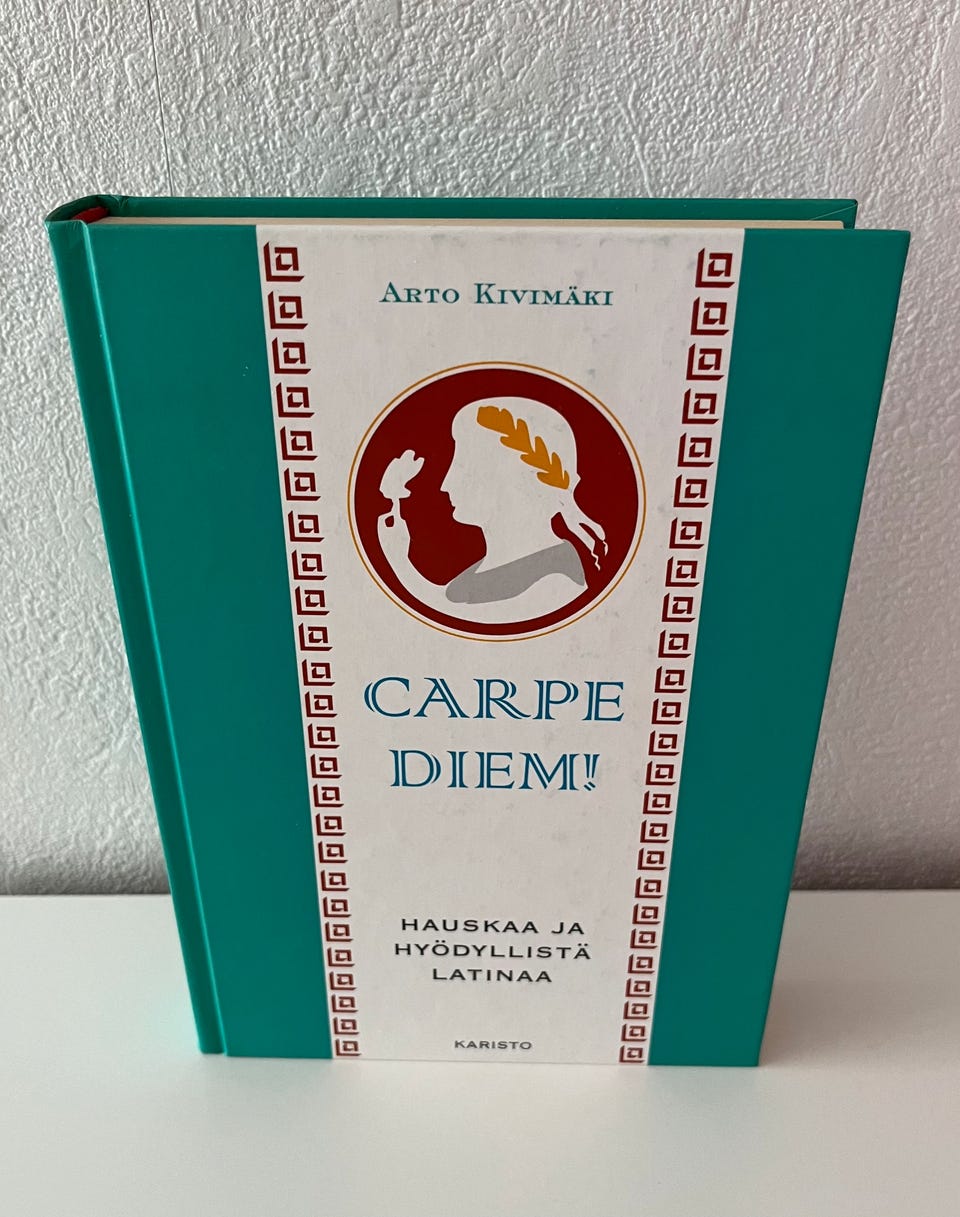 Arto Kivimäki
CARPE
DIEM!
HAUSKAA JA
HYÖDYLLISTÄ
LATINAA
KARISTO